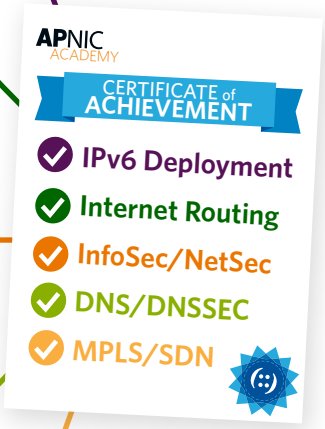 APNIC
ACADEMY
CERTIFICATE of
ACHIEVEMENT
IPv6 Deployment
Internet Routing
InfoSec/NetSec
DNS/DNSSEC
MPLS/SDN